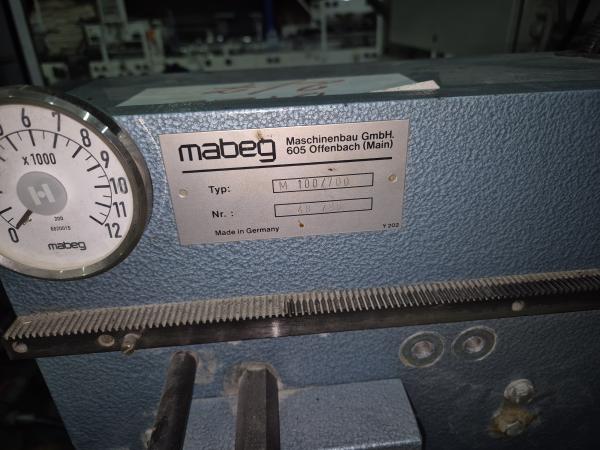 mabeg
Maschinenbau GmbH.
605 Offenbach (Main)
Typ: M 100/700
Nr. :
Made in Germany
Y 202
5
6
7
8
9
10
11
12
0
x 1000
H
mabeg